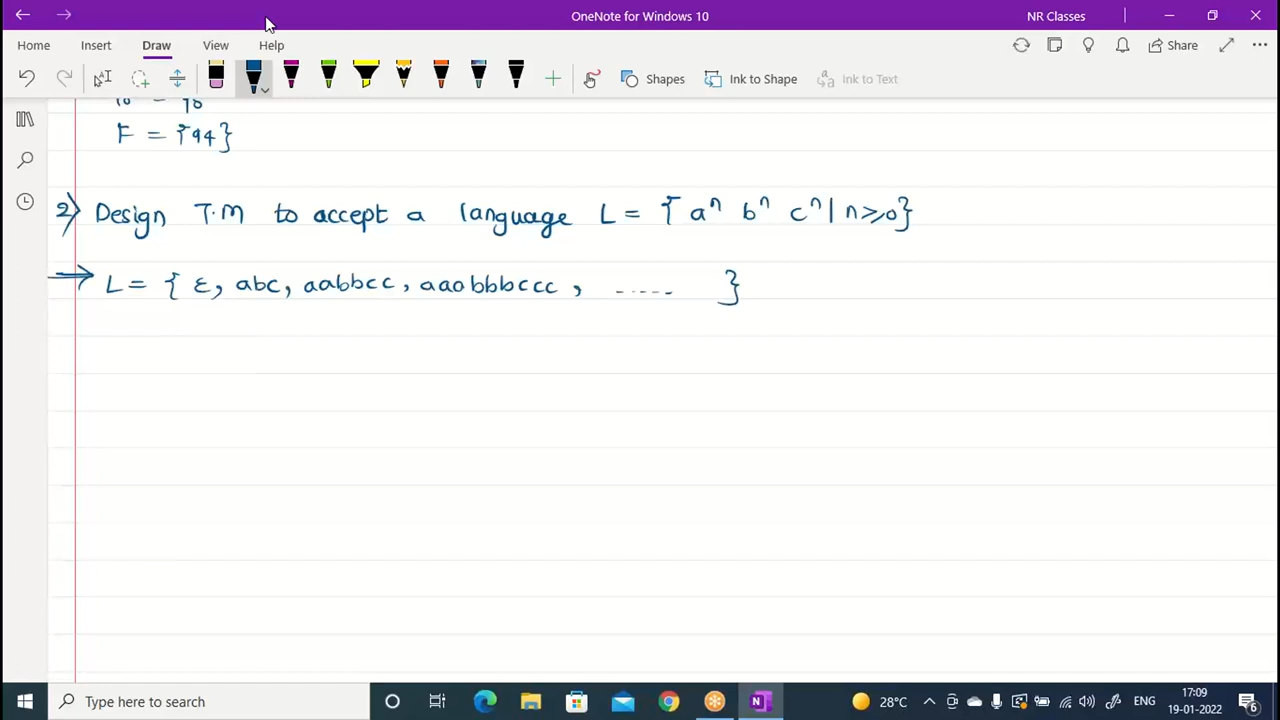 OneNote for Windows 10
NR Classes
Home Insert Draw View Help
Share
Shapes
Ink to Shape
Ink to Text
F = {q4}
2) Design T.M to accept a language L = { aⁿ bⁿ cⁿ | n≥0}
⇒ L = { ε, abc, aabbcc, aaabbbccc, ...... }
Type here to search
28°C
ENG
17:09
19-01-2022
6